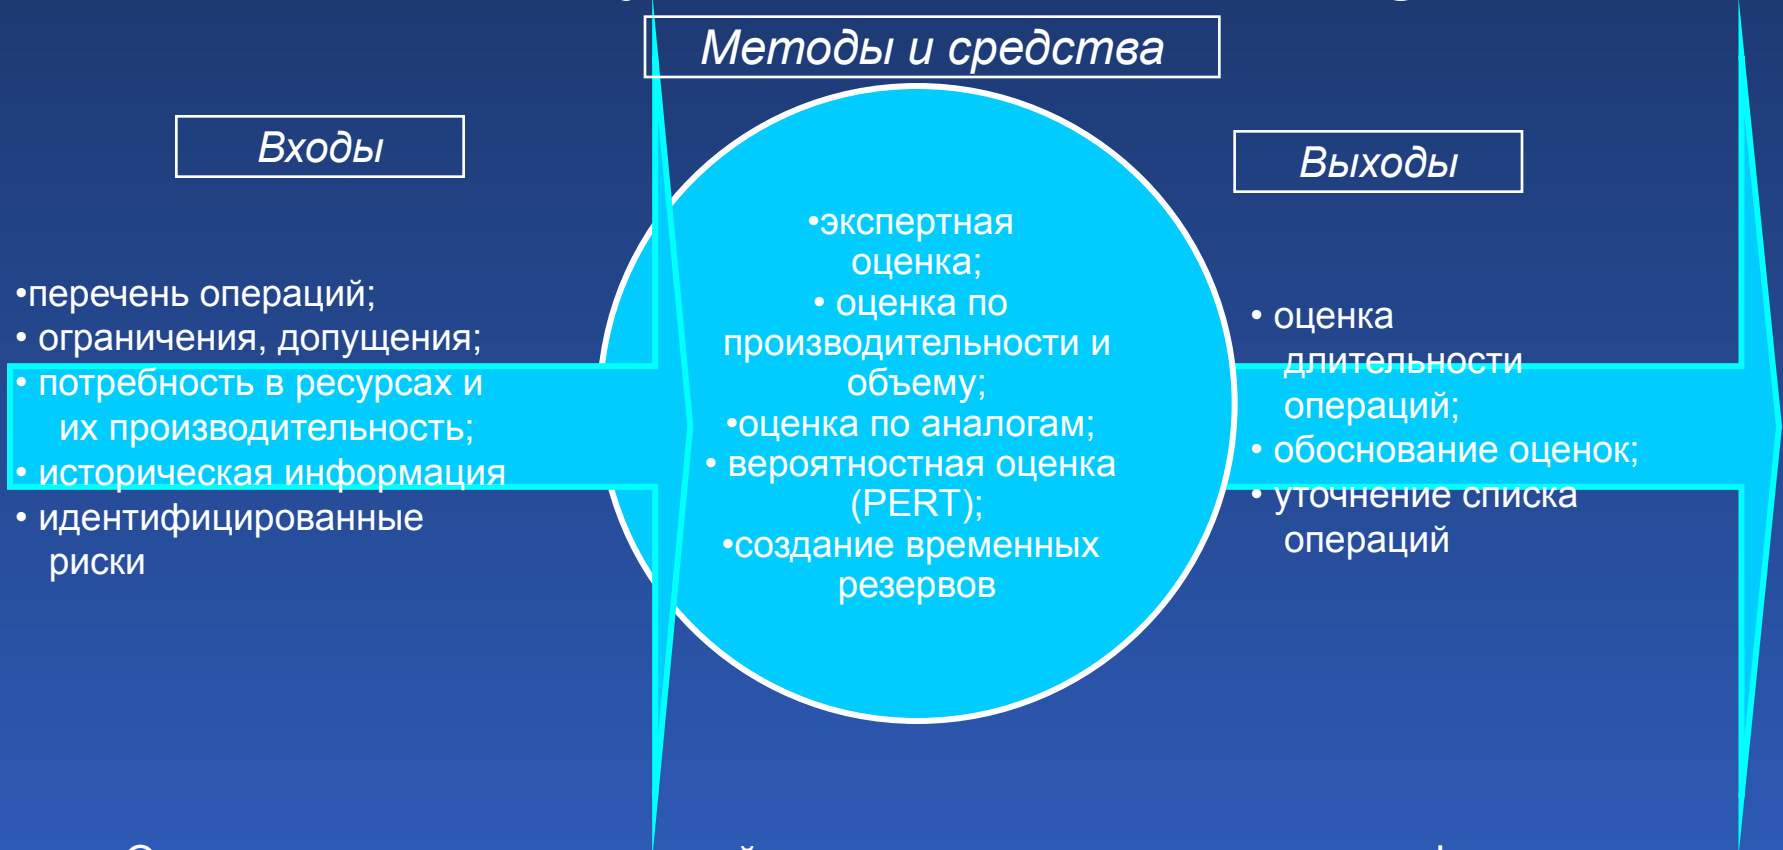 Методы и средства
Входы
•перечень операций;
• ограничения, допущения;
• потребность в ресурсах и
их производительность;
• историческая информация
• идентифицированные
риски
•экспертная
оценка;
• оценка по
производительности и
объему;
•оценка по аналогам;
• вероятностная оценка
(PERT);
•создание временных
резервов
Выходы
• оценка
длительности
операций;
• обоснование оценок;
• уточнение списка
операций